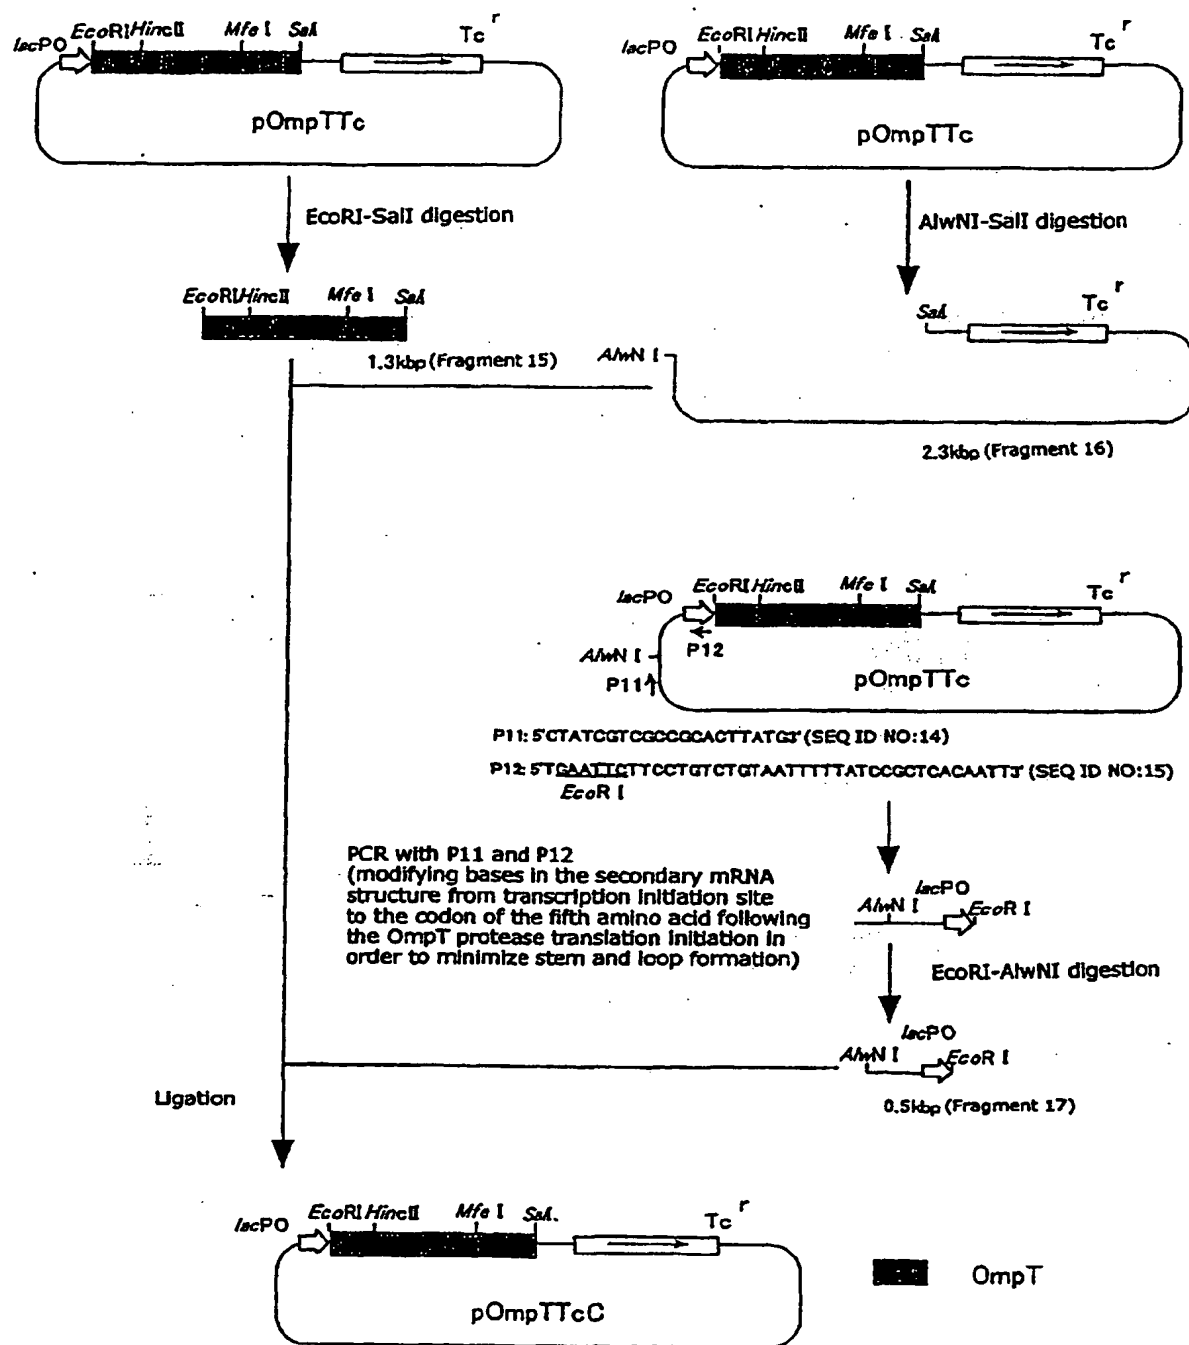 lacPO EcoRI HincII Mfe I SalI Tc r
pOmpTTc
lacPO EcoRI HincII Mfe I SalI Tc r
pOmpTTc
EcoRI-SalI digestion
AlwNI-SalI digestion
EcoRI HincII Mfe I SalI
1.3kbp (Fragment 15)
SalI Tc r
AlwN I
2.3kbp (Fragment 16)
lacPO EcoRI HincII Mfe I SalI Tc r
P12
AlwN I
P11
pOmpTTc
P11: 5'CTATCGTCGCCGCACTTATG3' (SEQ ID NO:14)
P12: 5'TGAATTCTTCCTGTCTGTAATTTTTATCCGCTCACAATT3' (SEQ ID NO:15)
EcoR I
PCR with P11 and P12
(modifying bases in the secondary mRNA
structure from transcription initiation site
to the codon of the fifth amino acid following
the OmpT protease translation initiation in
order to minimize stem and loop formation)
lacPO
AlwN I EcoR I
EcoRI-AlwNI digestion
lacPO
AlwN I EcoR I
0.5kbp (Fragment 17)
Ligation
lacPO EcoRI HincII Mfe I SalI Tc r
pOmpTTcC
OmpT